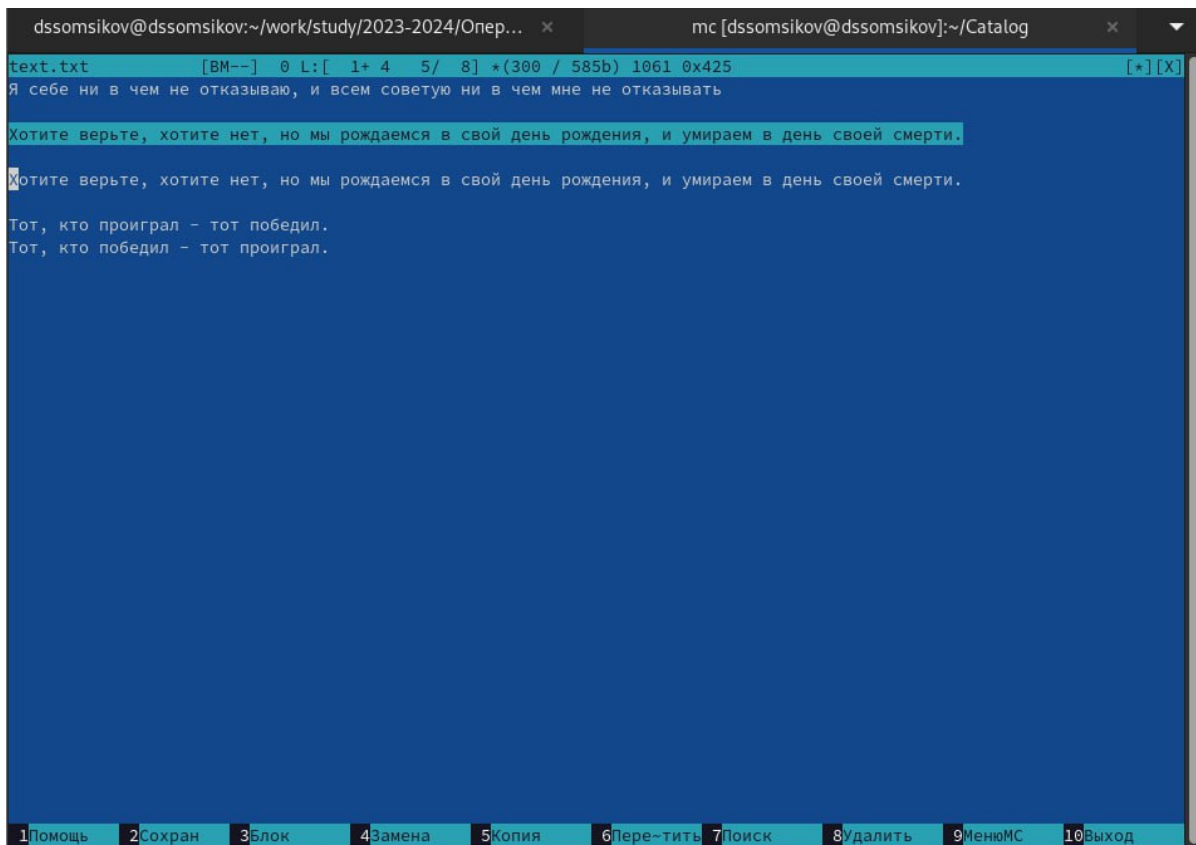 dssomsikov@dssomsikov:~/work/study/2023-2024/Опер... × mc [dssomsikov@dssomsikov]:~/Catalog ×
text.txt [BM--] 0 L:[ 1+ 4 5/ 8] *(300 / 585b) 1061 0x425 [*][X]
Я себе ни в чем не отказываю, и всем советую ни в чем мне не отказывать
Хотите верьте, хотите нет, но мы рождаемся в свой день рождения, и умираем в день своей смерти.
Хотите верьте, хотите нет, но мы рождаемся в свой день рождения, и умираем в день своей смерти.
Тот, кто проиграл - тот победил.
Тот, кто победил - тот проиграл.
1Помощь 2Сохран 3Блок 4Замена 5Копия 6Пере~тить 7Поиск 8Удалить 9МенюMC 10Выход